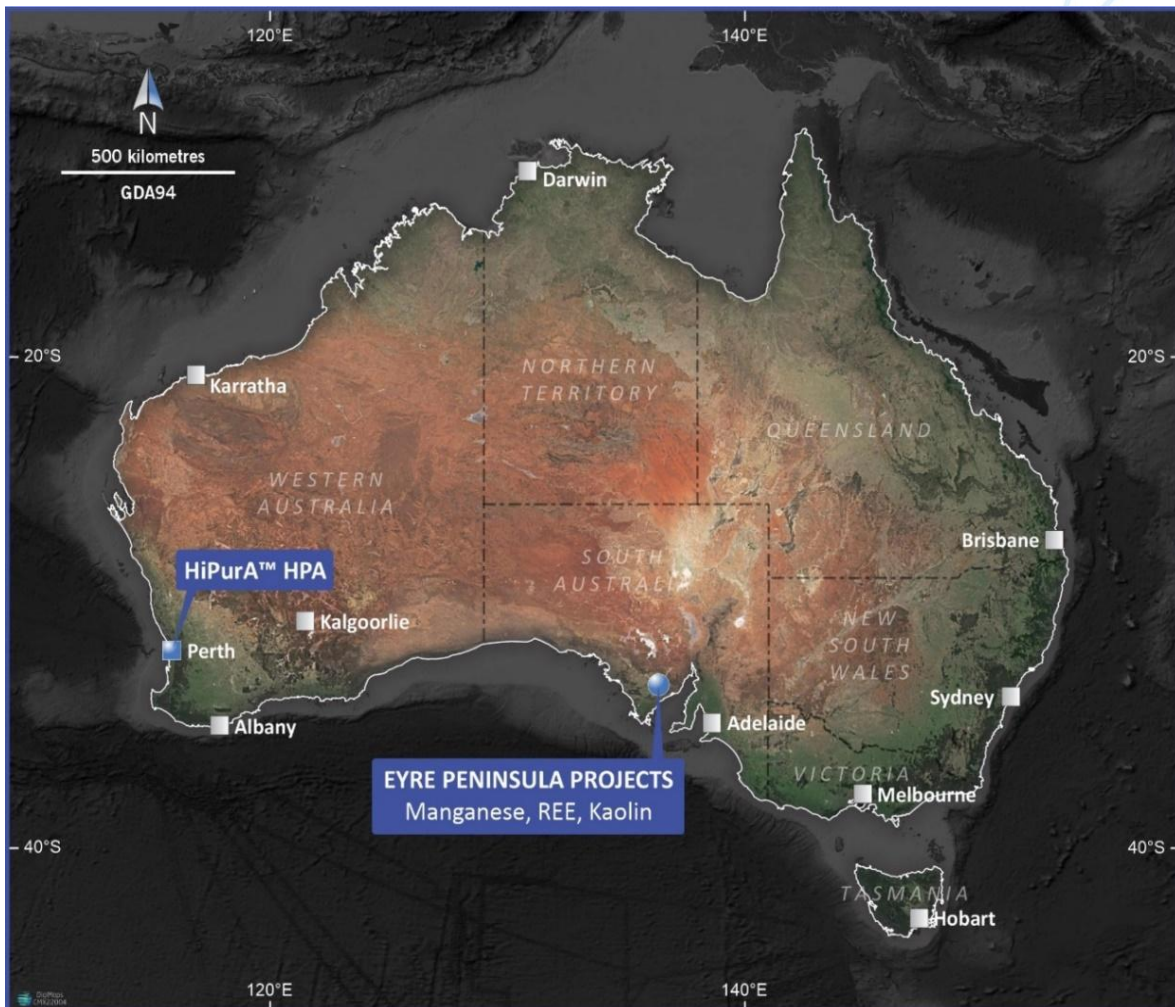 120°E
140°E
N
500 kilometres
GDA94
Darwin
20°S
20°S
Karratha
NORTHERN
TERRITORY
QUEENSLAND
WESTERN
AUSTRALIA
Brisbane
SOUTH
AUSTRALI
HiPurA™ HPA
Kalgoorlie
NEW
SOUTH
WALES
Perth
Sydney
Albany
Adelaide
EYRE PENINSULA PROJECTS
Manganese, REE, Kaolin
VICTORIA
Melbourne
40°S
40°S
TASMANIA
Hobart
120°E
140°E
DigiMaps